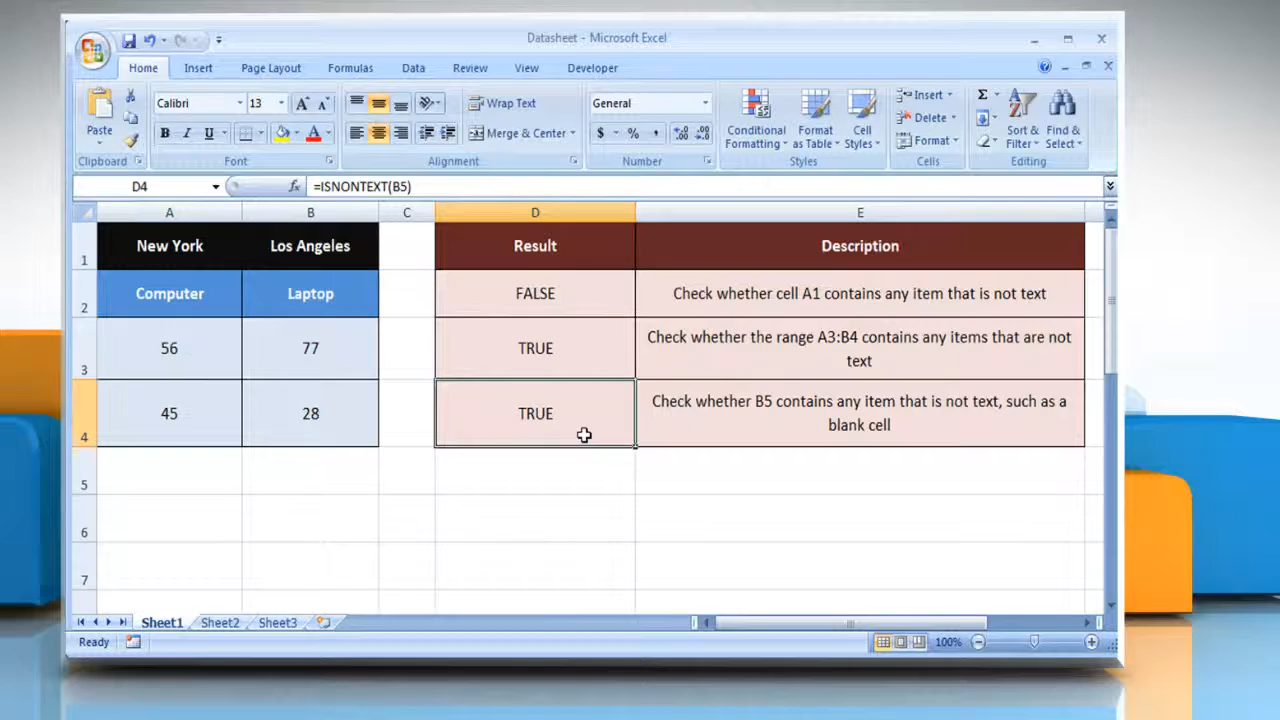 Datasheet - Microsoft Excel
Home Insert Page Layout Formulas Data Review View Developer
Paste
Calibri 13
B I U A
Wrap Text
Merge & Center
General
$ % ,
Conditional Formatting
Format as Table
Cell Styles
Insert
Delete
Format
Σ
Sort & Filter
Find & Select
Clipboard Font Alignment Number Styles Cells Editing
D4 fx =ISNONTEXT(B5)
A B C D E
1 New York Los Angeles Result Description
2 Computer Laptop FALSE Check whether cell A1 contains any item that is not text
3 56 77 TRUE Check whether the range A3:B4 contains any items that are not
text
4 45 28 TRUE Check whether B5 contains any item that is not text, such as a
blank cell
5
6
7
Sheet1 Sheet2 Sheet3
Ready 100%